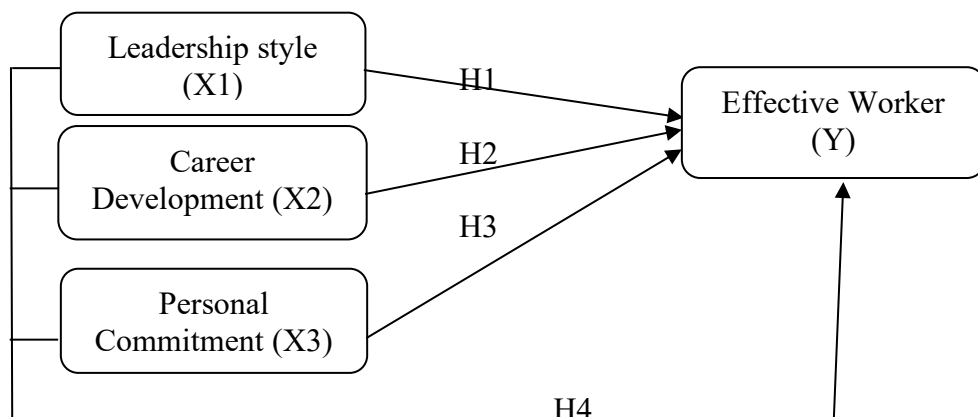 Leadership style
(X1)
Career
Development (X2)
Personal
Commitment (X3)
H1
H2
H3
H4
Effective Worker
(Y)